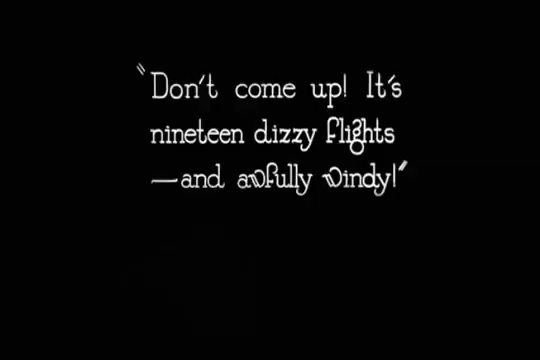 "Don't come up! It's
nineteen dizzy flights
—and awfully windy!"